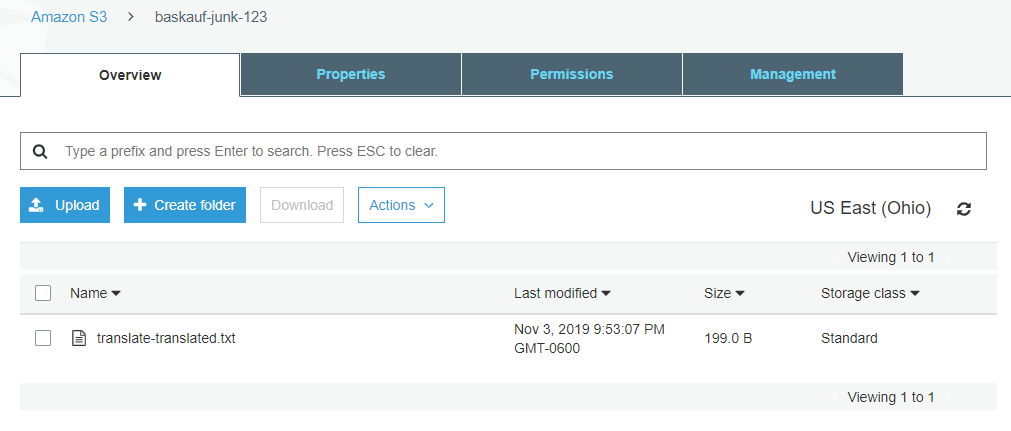 Amazon S3 > baskauf-junk-123
Overview Properties Permissions Management
Type a prefix and press Enter to search. Press ESC to clear.
Upload Create folder Download Actions US East (Ohio)
Viewing 1 to 1
Name Last modified Size Storage class
translate-translated.txt Nov 3, 2019 9:53:07 PM 199.0 B Standard
GMT-0600
Viewing 1 to 1